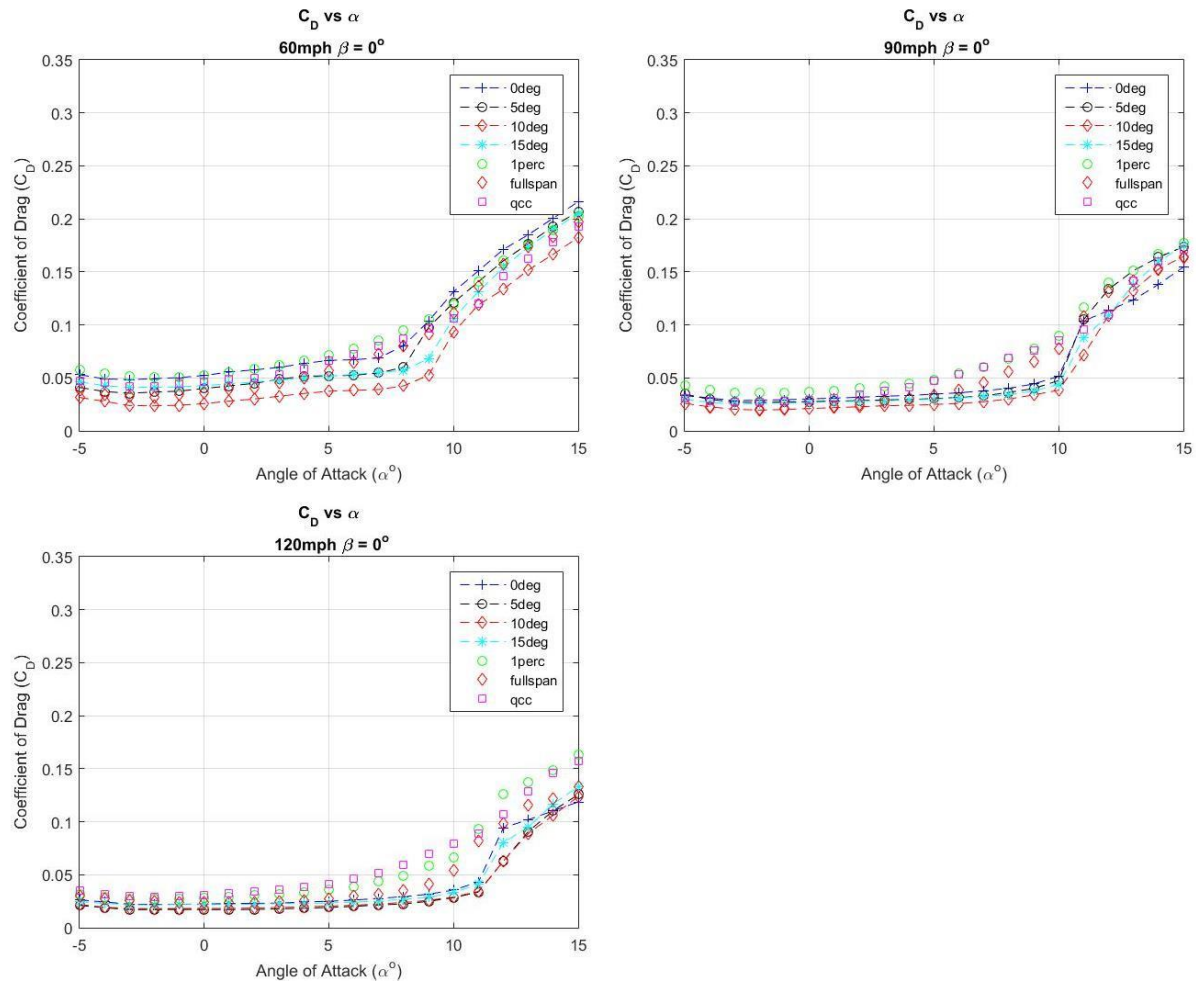 C_D vs α
60mph β = 0°
Coefficient of Drag (C_D)
0.35
0.3
0.25
0.2
0.15
0.1
0.05
0
-5
0
5
10
15
Angle of Attack (α°)
0deg
5deg
10deg
15deg
1perc
fullspan
qcc
C_D vs α
90mph β = 0°
Coefficient of Drag (C_D)
0.35
0.3
0.25
0.2
0.15
0.1
0.05
0
-5
0
5
10
15
Angle of Attack (α°)
0deg
5deg
10deg
15deg
1perc
fullspan
qcc
C_D vs α
120mph β = 0°
Coefficient of Drag (C_D)
0.35
0.3
0.25
0.2
0.15
0.1
0.05
0
-5
0
5
10
15
Angle of Attack (α°)
0deg
5deg
10deg
15deg
1perc
fullspan
qcc